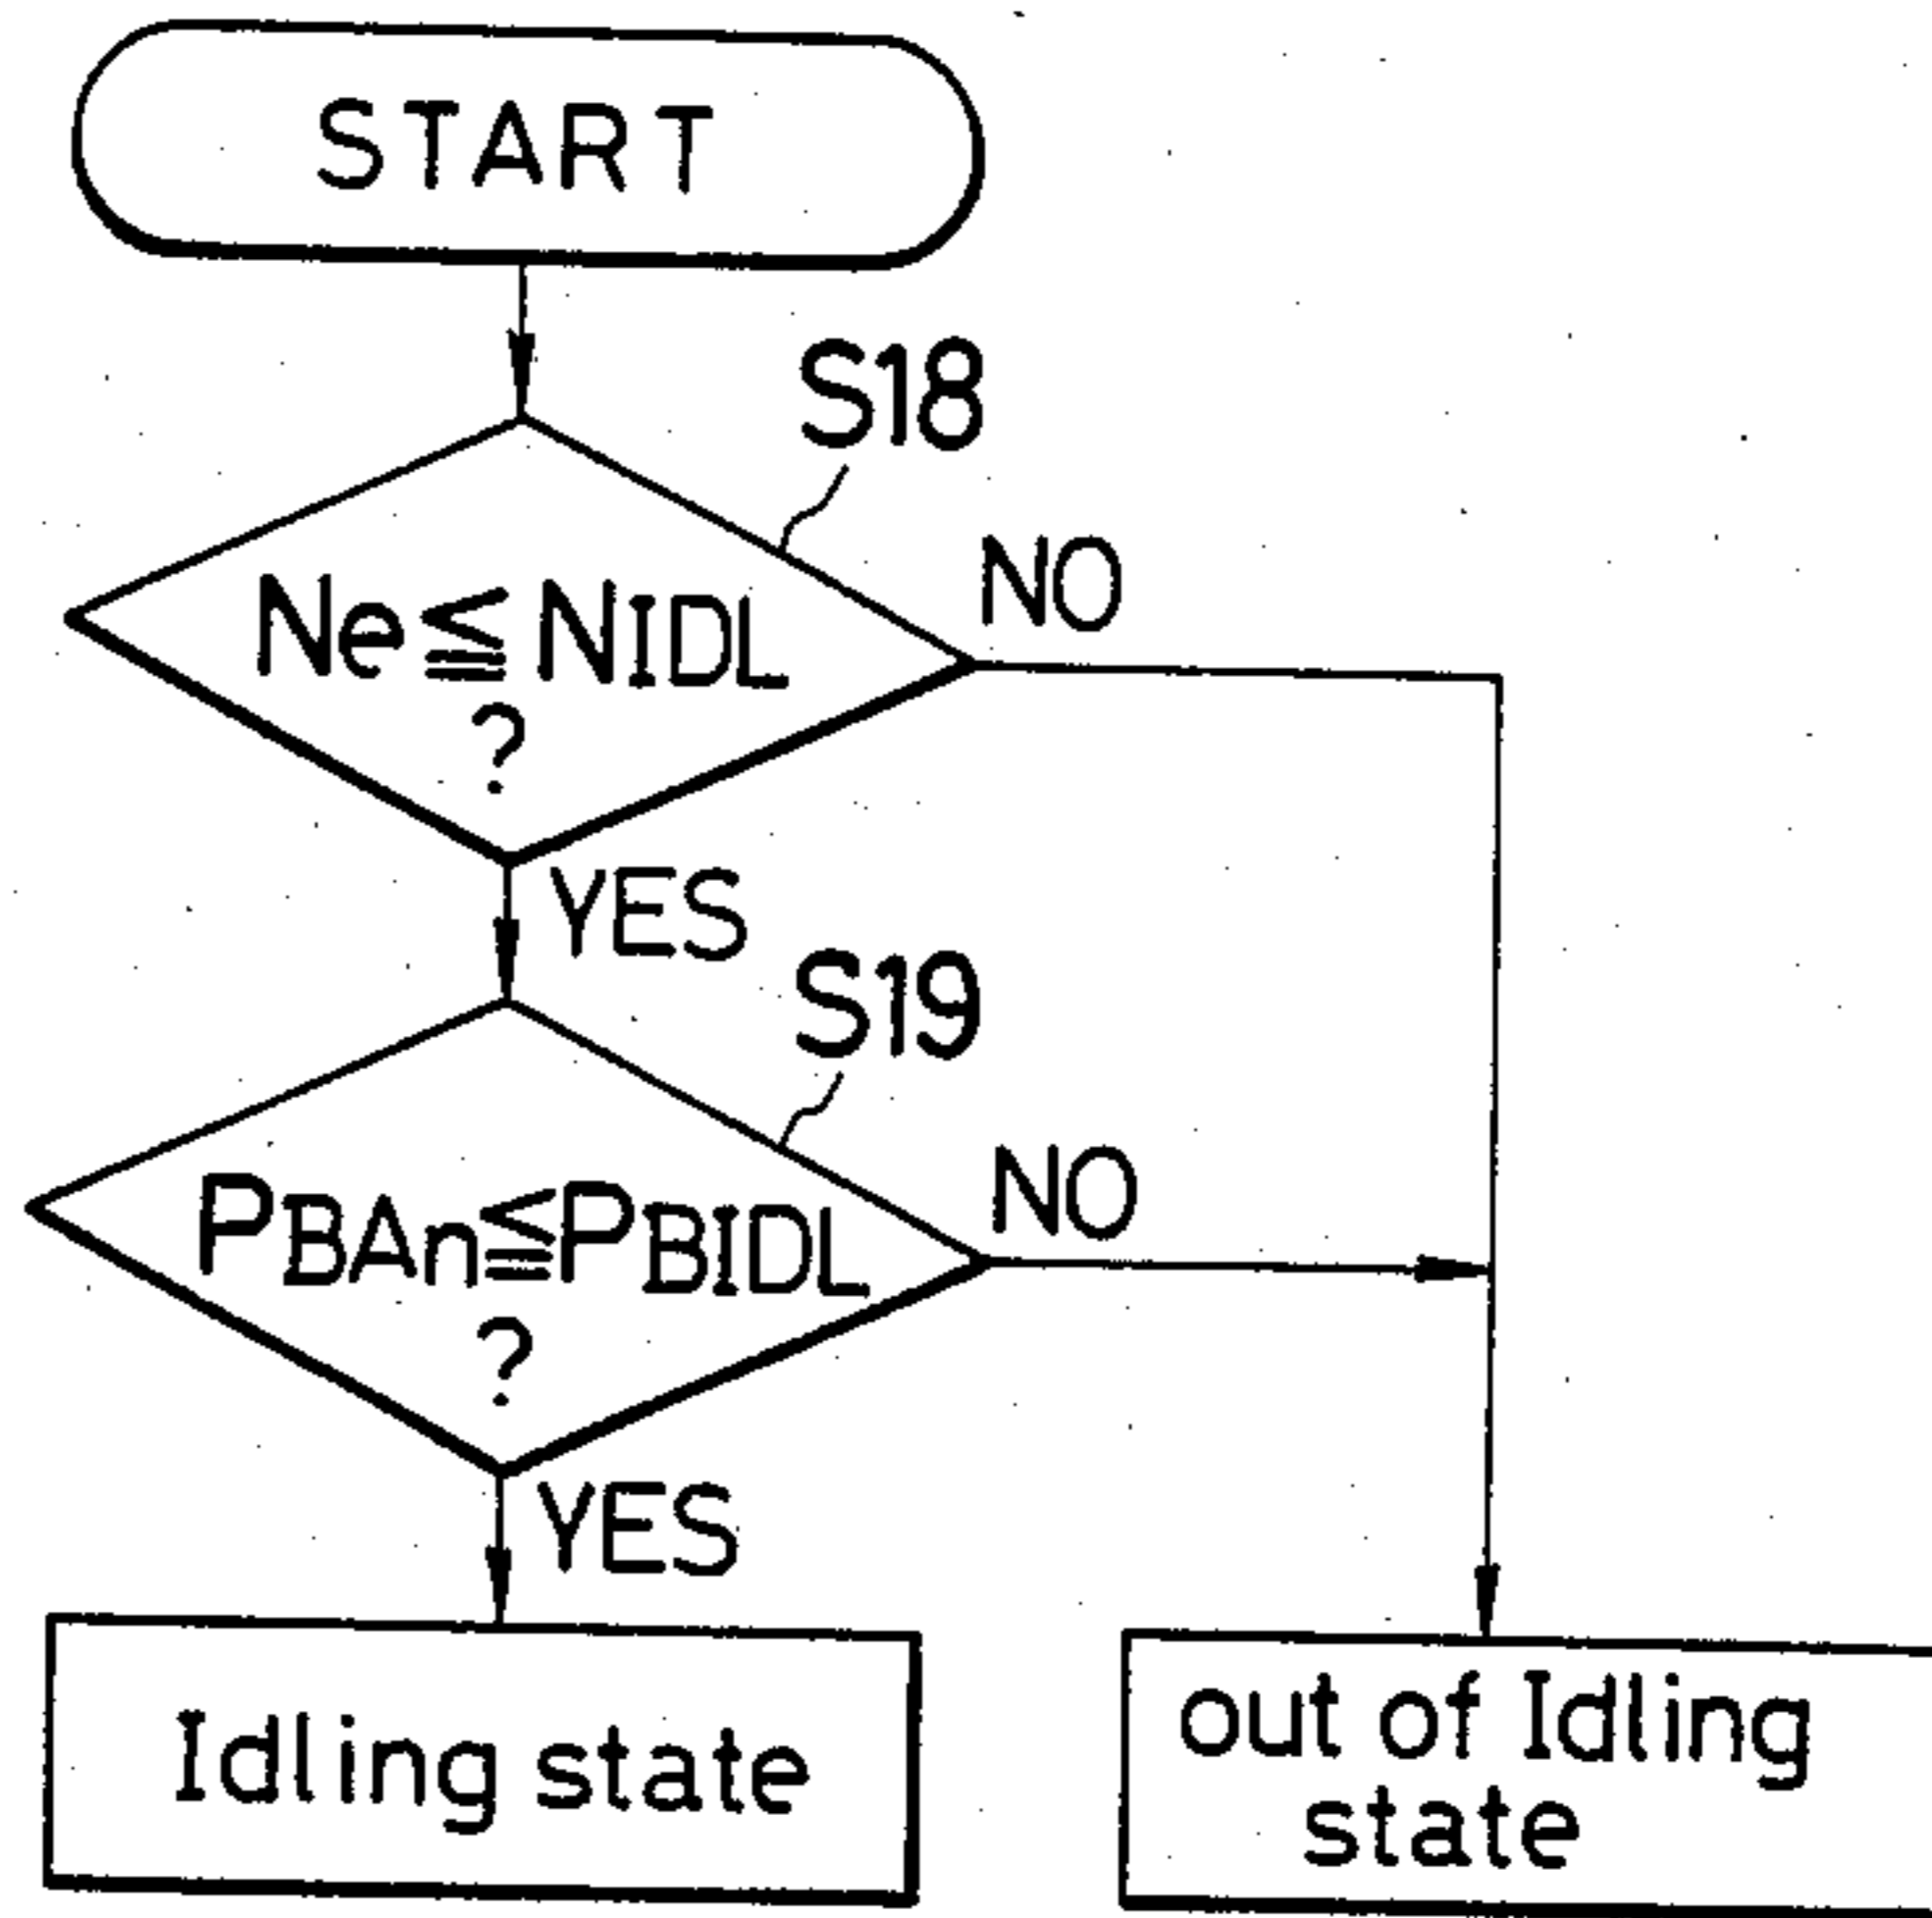 START
S18
Ne≦NIDL
?
NO
YES
S19
PBAn≦PBIDL
?
NO
YES
Idling state
out of Idling
state